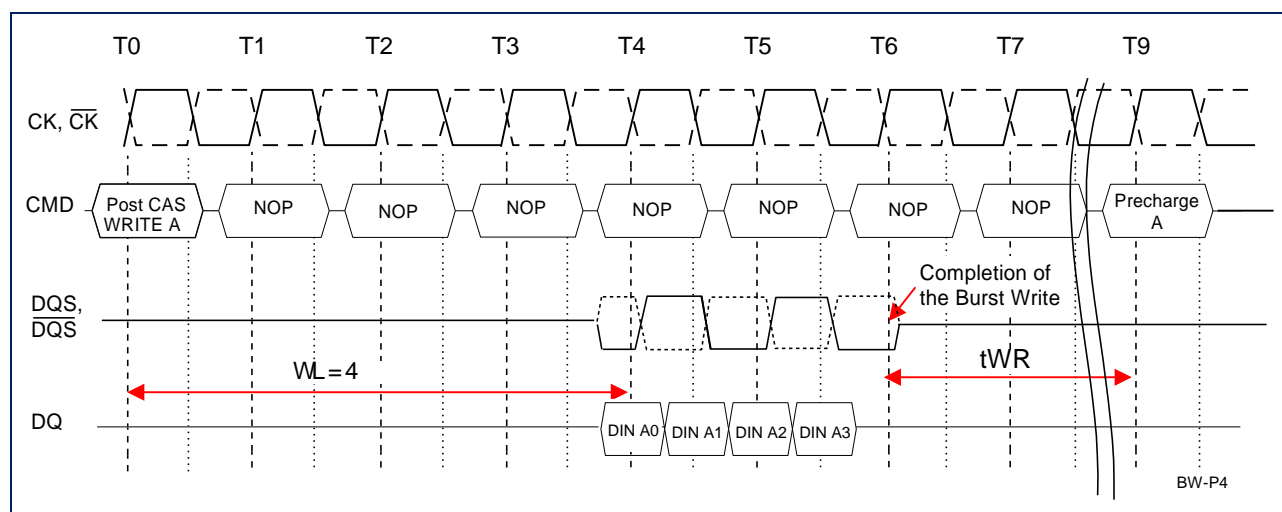 T0 T1 T2 T3 T4 T5 T6 T7 T9
CK, CK
CMD
Post CAS
WRITE A
NOP NOP NOP NOP NOP NOP NOP
Precharge
A
DQS,
DQS
Completion of
the Burst Write
WL=4
tWR
DQ
DIN A0 DIN A1 DIN A2 DIN A3
BW-P4